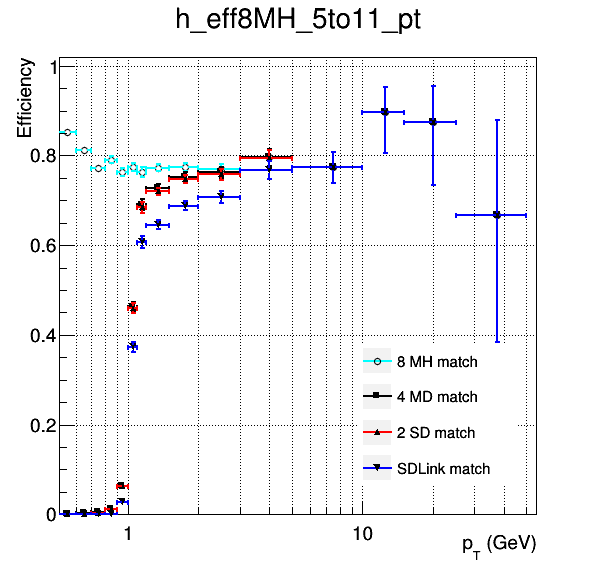 h_eff8MH_5to11_pt
Efficiency
1
0.8
0.6
0.4
0.2
0
8 MH match
4 MD match
2 SD match
SDLink match
1
10
p_T (GeV)